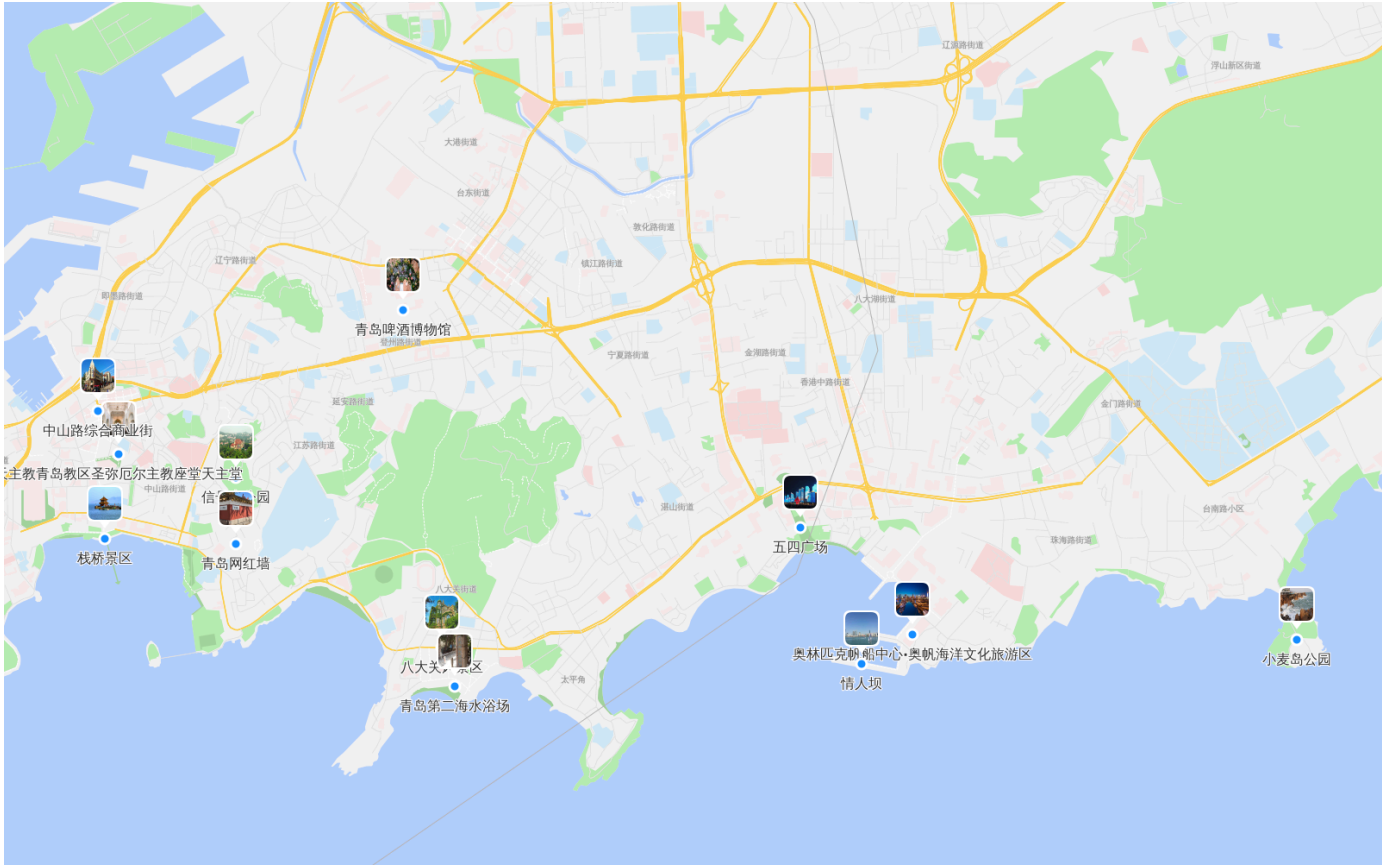 辽源路街道
浮山新区街道
大港街道
台东街道
敦化路街道
辽宁路街道
镇江路街道
即墨路街道
八大湖街道
青岛啤酒博物馆
登州路街道
宁夏路街道
金湖路街道
香港中路街道
延安路街道
金门路街道
中山路综合商业街
江苏路街道
主教青岛教区圣弥厄尔主教座堂天主堂
中山路街道
信
园
湛山街道
台南路小区
珠海路街道
五四广场
栈桥景区
青岛网红墙
八大关街道
奥林匹克帆船中心·奥帆海洋文化旅游区
小麦岛公园
八大关
景区
太平角
情人坝
青岛第二海水浴场